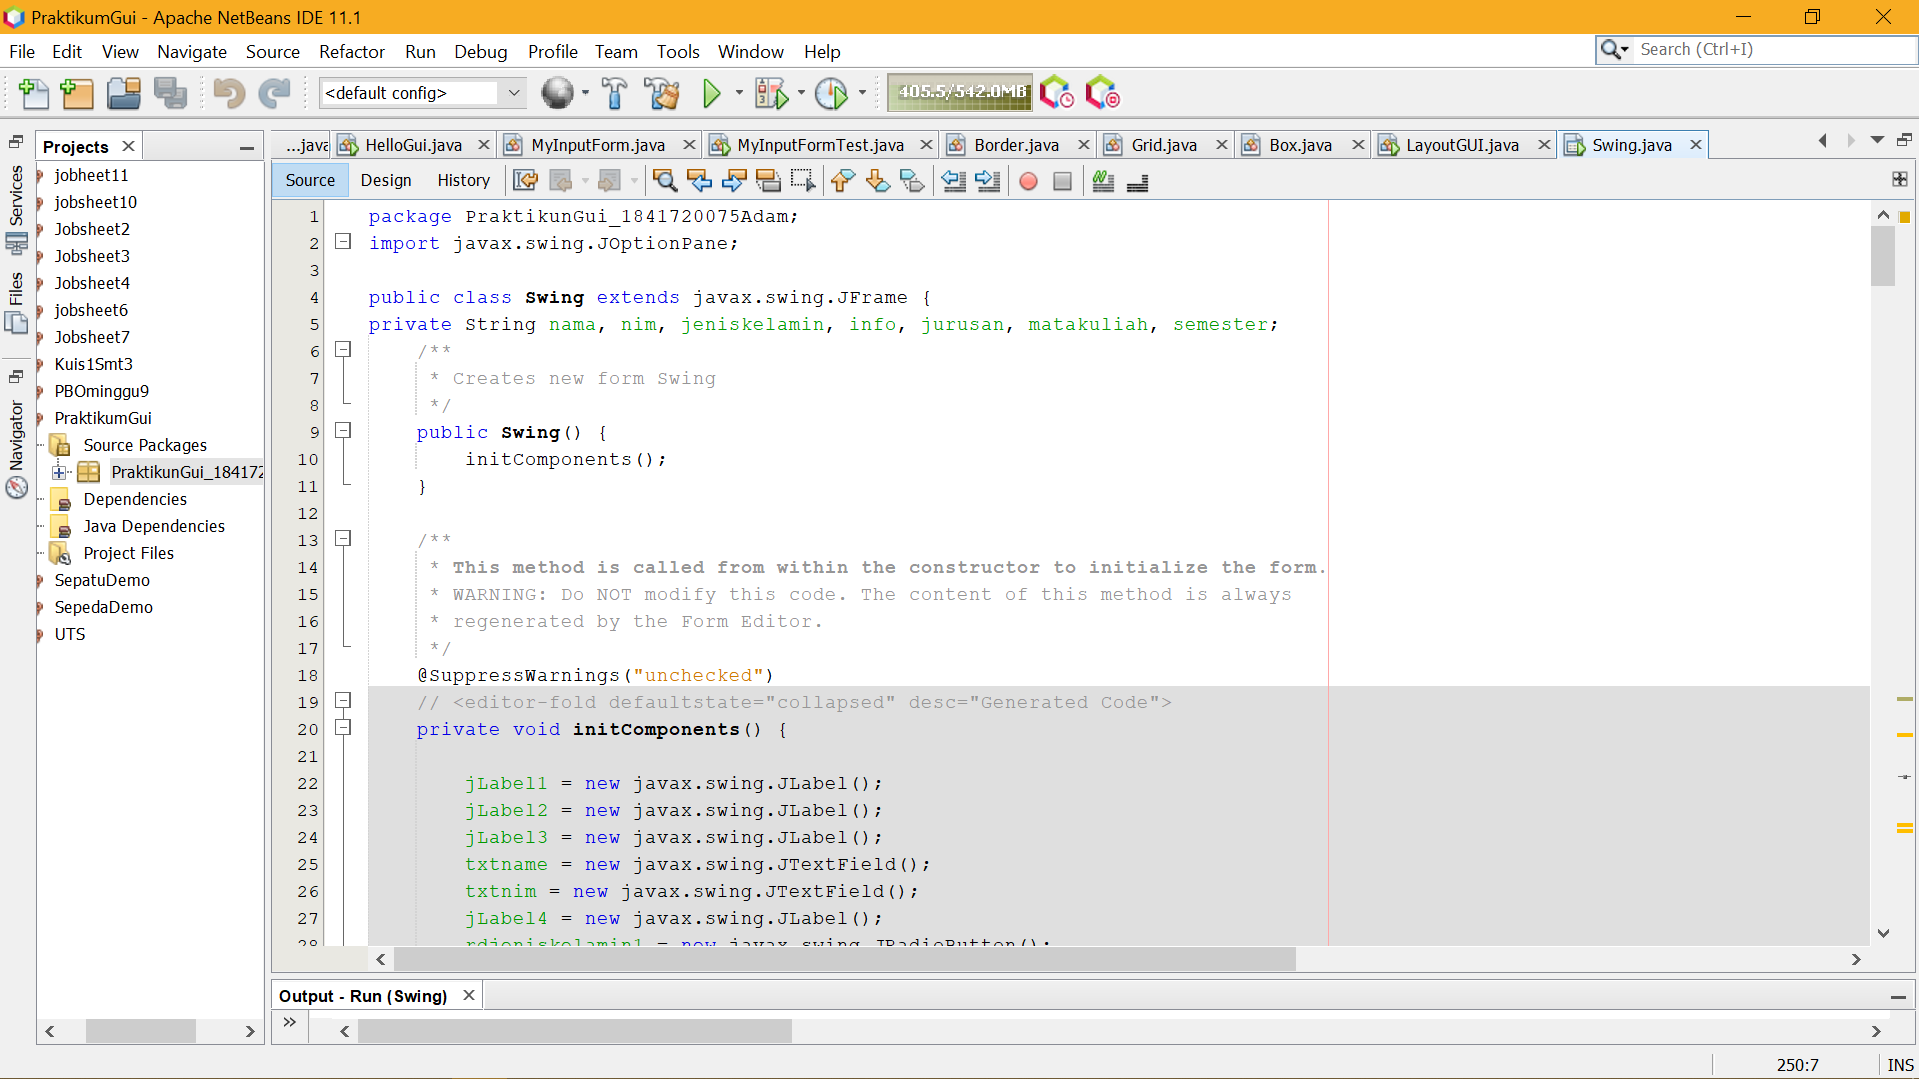 PraktikumGui - Apache NetBeans IDE 11.1
File Edit View Navigate Source Refactor Run Debug Profile Team Tools Window Help
Search (Ctrl+I)
<default config>
405.5/542.0MB
Projects
...java HelloGui.java MyInputForm.java MyInputFormTest.java Border.java Grid.java Box.java LayoutGUI.java Swing.java
Source Design History
Services
Files
Navigator
jobheet11
jobsheet10
Jobsheet2
Jobsheet3
Jobsheet4
jobsheet6
Jobsheet7
Kuis1Smt3
PBOminggu9
PraktikumGui
Source Packages
PraktikunGui_184172
Dependencies
Java Dependencies
Project Files
SepatuDemo
SepedaDemo
UTS
1 package PraktikunGui_1841720075Adam;
2 import javax.swing.JOptionPane;
3
4 public class Swing extends javax.swing.JFrame {
5 private String nama, nim, jeniskelamin, info, jurusan, matakuliah, semester;
6 /**
7 * Creates new form Swing
8 */
9 public Swing() {
10 initComponents();
11 }
12
13 /**
14 * This method is called from within the constructor to initialize the form.
15 * WARNING: Do NOT modify this code. The content of this method is always
16 * regenerated by the Form Editor.
17 */
18 @SuppressWarnings("unchecked")
19 // <editor-fold defaultstate="collapsed" desc="Generated Code">
20 private void initComponents() {
21
22 jLabel1 = new javax.swing.JLabel();
23 jLabel2 = new javax.swing.JLabel();
24 jLabel3 = new javax.swing.JLabel();
25 txtname = new javax.swing.JTextField();
26 txtnim = new javax.swing.JTextField();
27 jLabel4 = new javax.swing.JLabel();
28 rdjeniskelamin1 = new javax.swing.JRadioButton();
Output - Run (Swing)
250:7 INS